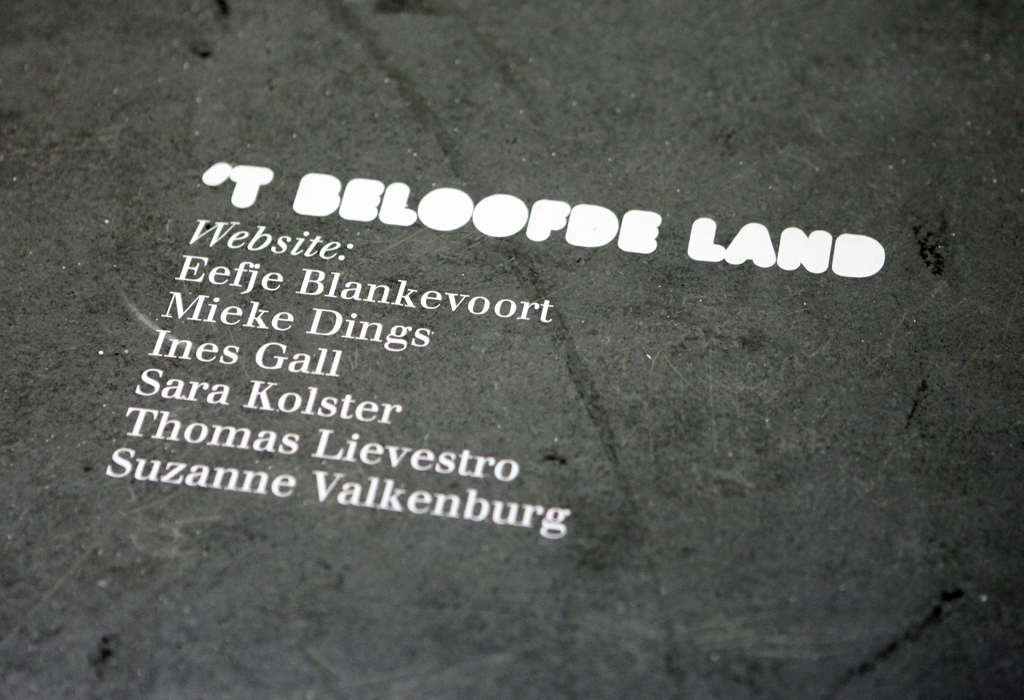 'T BELOOFDE LAND
Website:
Eefje Blankevoort
Mieke Dings
Ines Gall
Sara Kolster
Thomas Lievestro
Suzanne Valkenburg